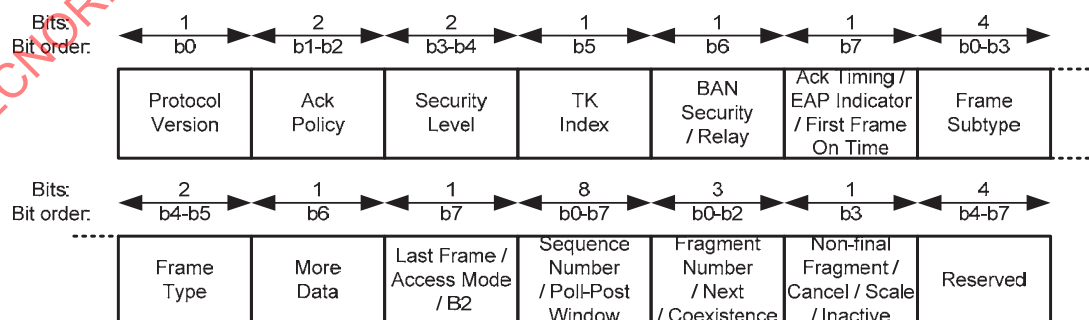 Bits: 1 2 2 1 1 1 4
Bit order: b0 b1-b2 b3-b4 b5 b6 b7 b0-b3
Protocol Version
Ack Policy
Security Level
TK Index
BAN Security / Relay
Ack Timing / EAP Indicator / First Frame On Time
Frame Subtype
Bits: 2 1 1 8 3 1 4
Bit order: b4-b5 b6 b7 b0-b7 b0-b2 b3 b4-b7
Frame Type
More Data
Last Frame / Access Mode / B2
Sequence Number / Poll-Post Window
Fragment Number / Next / Coexistence
Non-final Fragment / Cancel / Scale / Inactive
Reserved